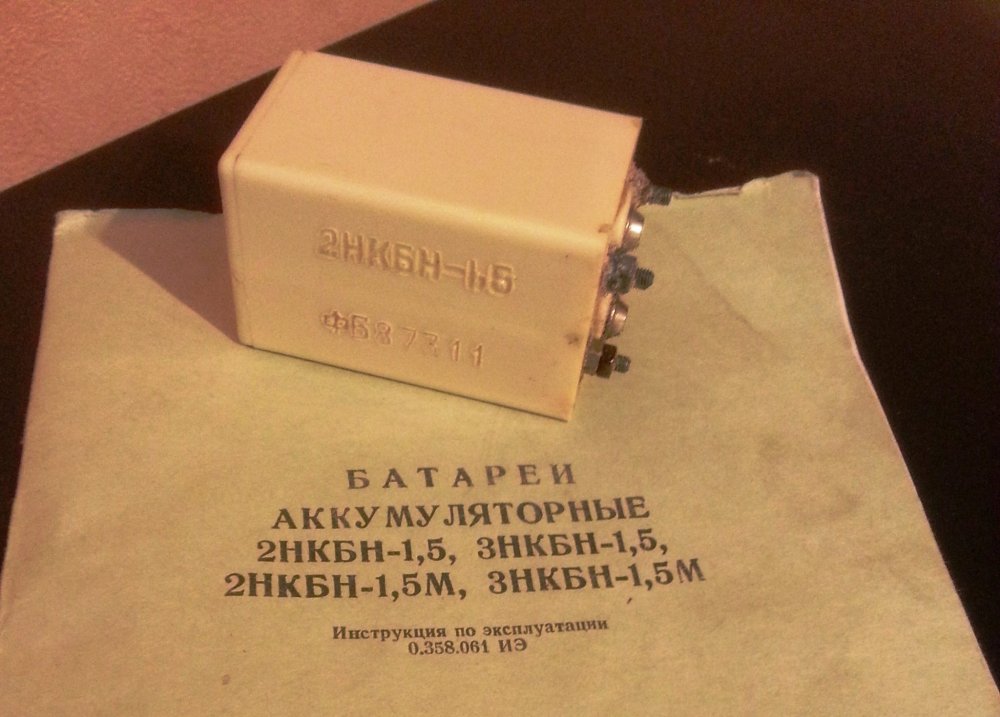 2НКБН-1,5
ФБ87311
БАТАРЕИ
АККУМУЛЯТОРНЫЕ
2НКБН-1,5, 3НКБН-1,5,
2НКБН-1,5М, 3НКБН-1,5М
Инструкция по эксплуатации
0.358.061 ИЭ